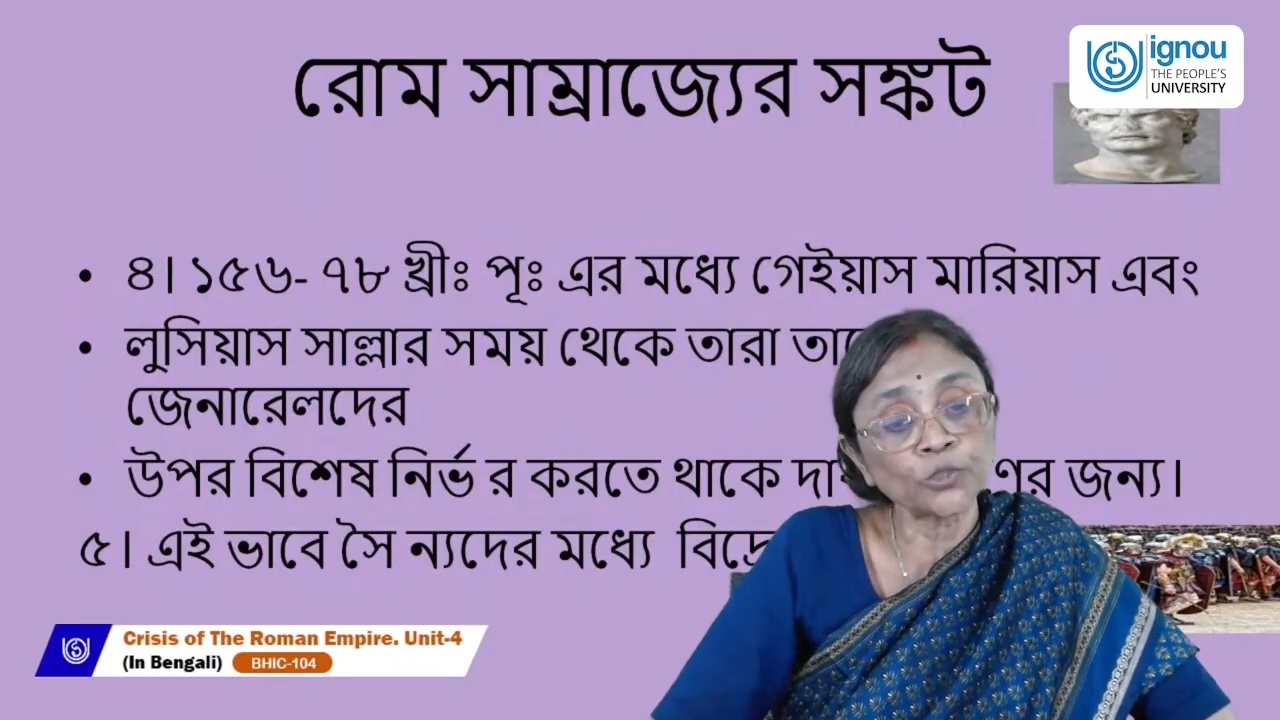 রোম সাম্রাজ্যের সঙ্কট
ignou
THE PEOPLE'S
UNIVERSITY
• ৪। ১৫৬- ৭৮ খ্রীঃ পূঃ এর মধ্যে গেইয়াস মারিয়াস এবং
• লুসিয়াস সাল্লার সময় থেকে তারা
জেনারেলদের
• উপর বিশেষ নির্ভ র করতে থাকে জন্য।
৫। এই ভাবে সৈ ন্যদের মধ্যে
Crisis of The Roman Empire. Unit-4
(In Bengali) BHIC-104